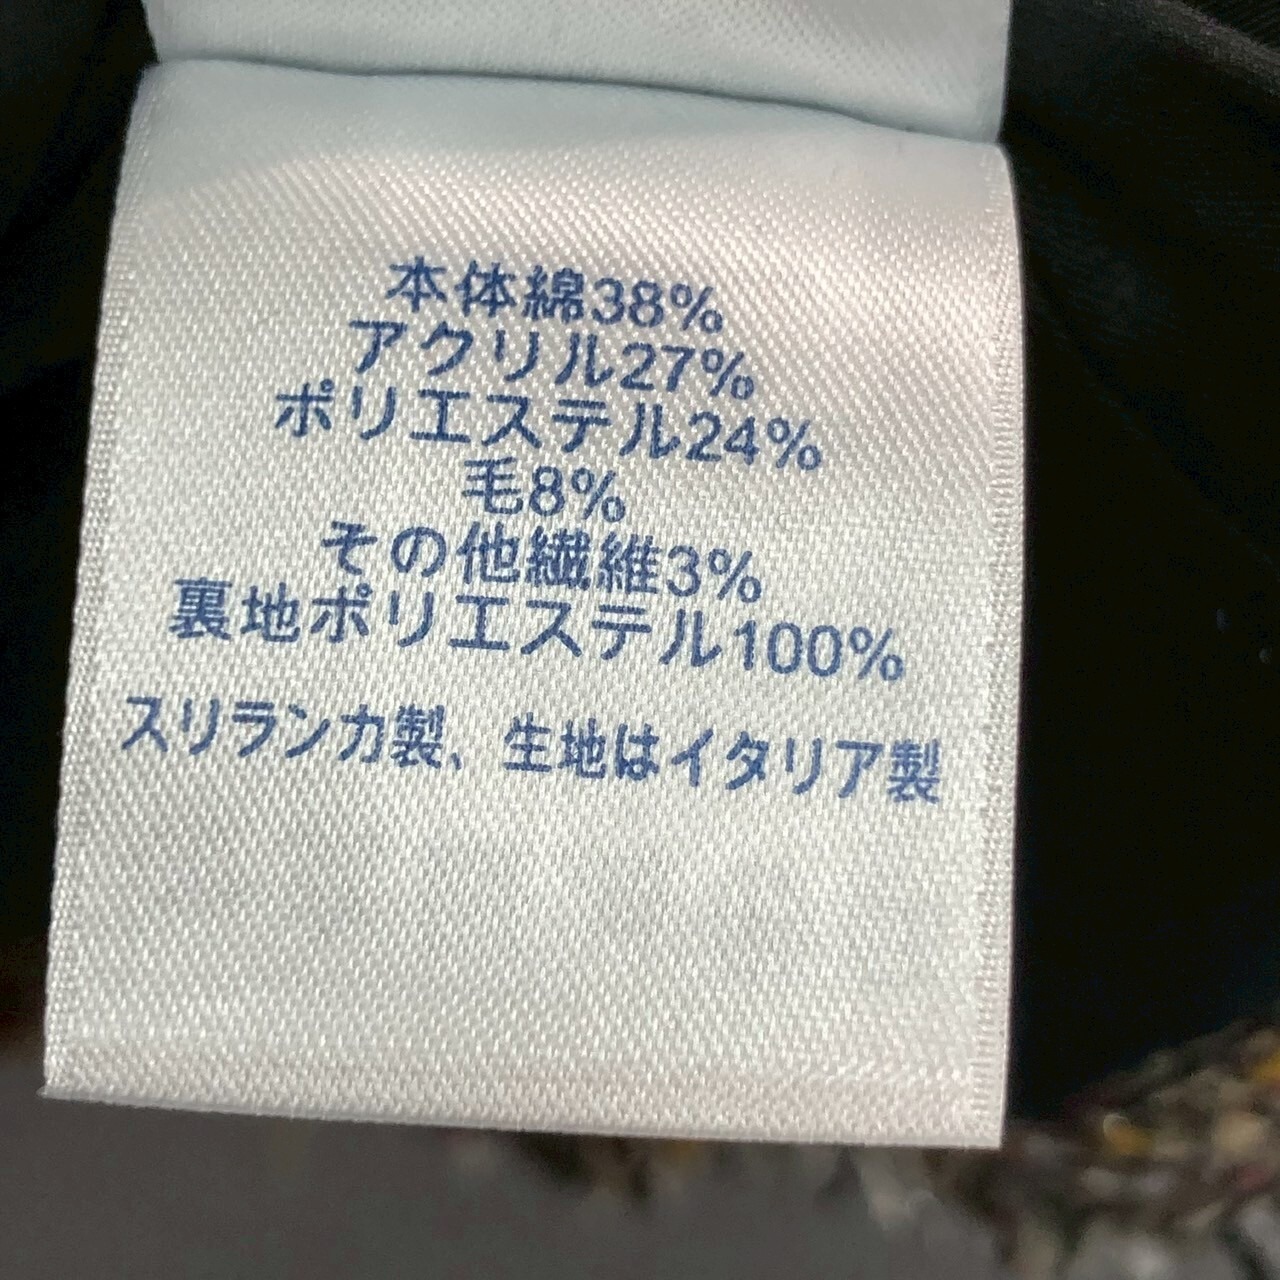 本体綿38%
アクリル27%
ポリエステル24%
毛8%
その他繊維3%
裏地ポリエステル100%
スリランカ製、生地はイタリア製